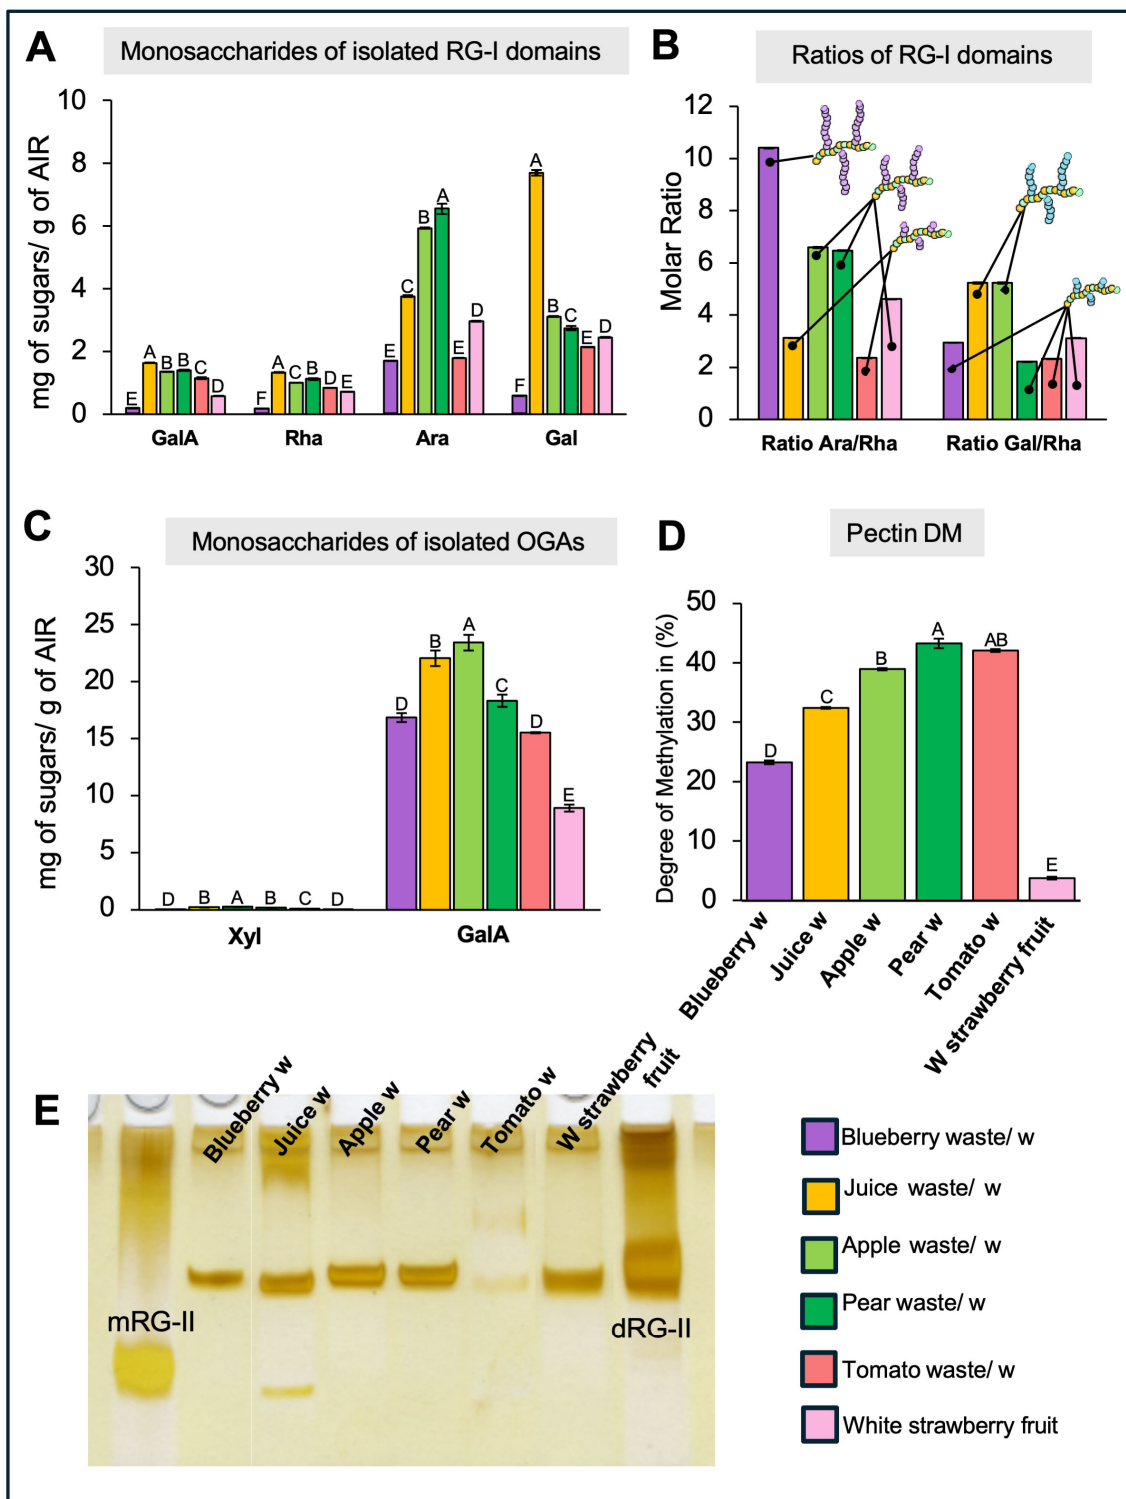 A
Monosaccharides of isolated RG-I domains
mg of sugars/ g of AIR
10
8
6
4
2
0
E A B B C D
F A C C D E
E C B A E D
F A B C E D
GalA Rha Ara Gal
B
Ratios of RG-I domains
Molar Ratio
12
10
8
6
4
2
0
Ratio Ara/Rha Ratio Gal/Rha
C
Monosaccharides of isolated OGAs
mg of sugars/ g of AIR
30
25
20
15
10
5
0
D B A B C D
D B A C D E
Xyl GalA
D
Pectin DM
Degree of Methylation in (%)
50
40
30
20
10
0
D C B A AB E
Blueberry w
Juice w
Apple w
Pear w
Tomato w
W strawberry fruit
E
Blueberry w
Juice w
Apple w
Pear w
Tomato w
W strawberry
fruit
mRG-II
dRG-II
Blueberry waste/ w
Juice waste/ w
Apple waste/ w
Pear waste/ w
Tomato waste/ w
White strawberry fruit